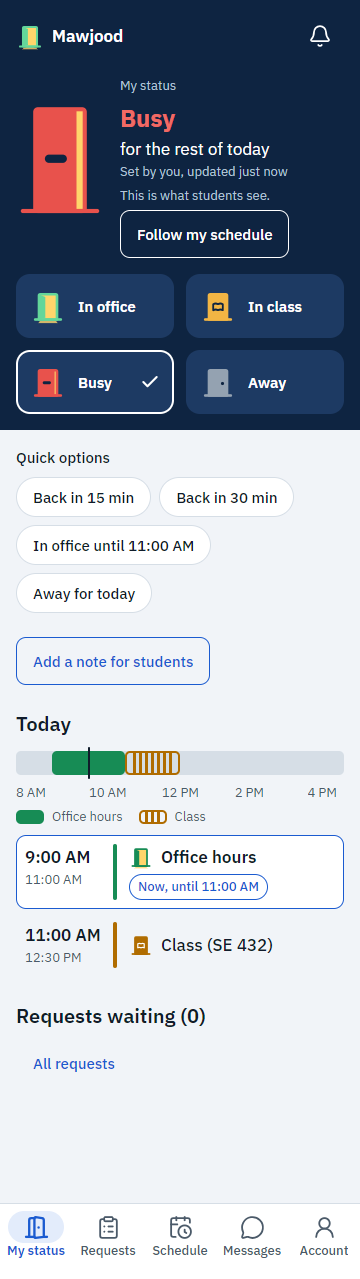 Mawjood
My status
Busy
for the rest of today
Set by you, updated just now
This is what students see.
Follow my schedule
In office
In class
Busy
Away
Quick options
Back in 15 min
Back in 30 min
In office until 11:00 AM
Away for today
Add a note for students
Today
8 AM 10 AM 12 PM 2 PM 4 PM
Office hours Class
9:00 AM
11:00 AM
Office hours
Now, until 11:00 AM
11:00 AM
12:30 PM
Class (SE 432)
Requests waiting (0)
All requests
My status Requests Schedule Messages Account